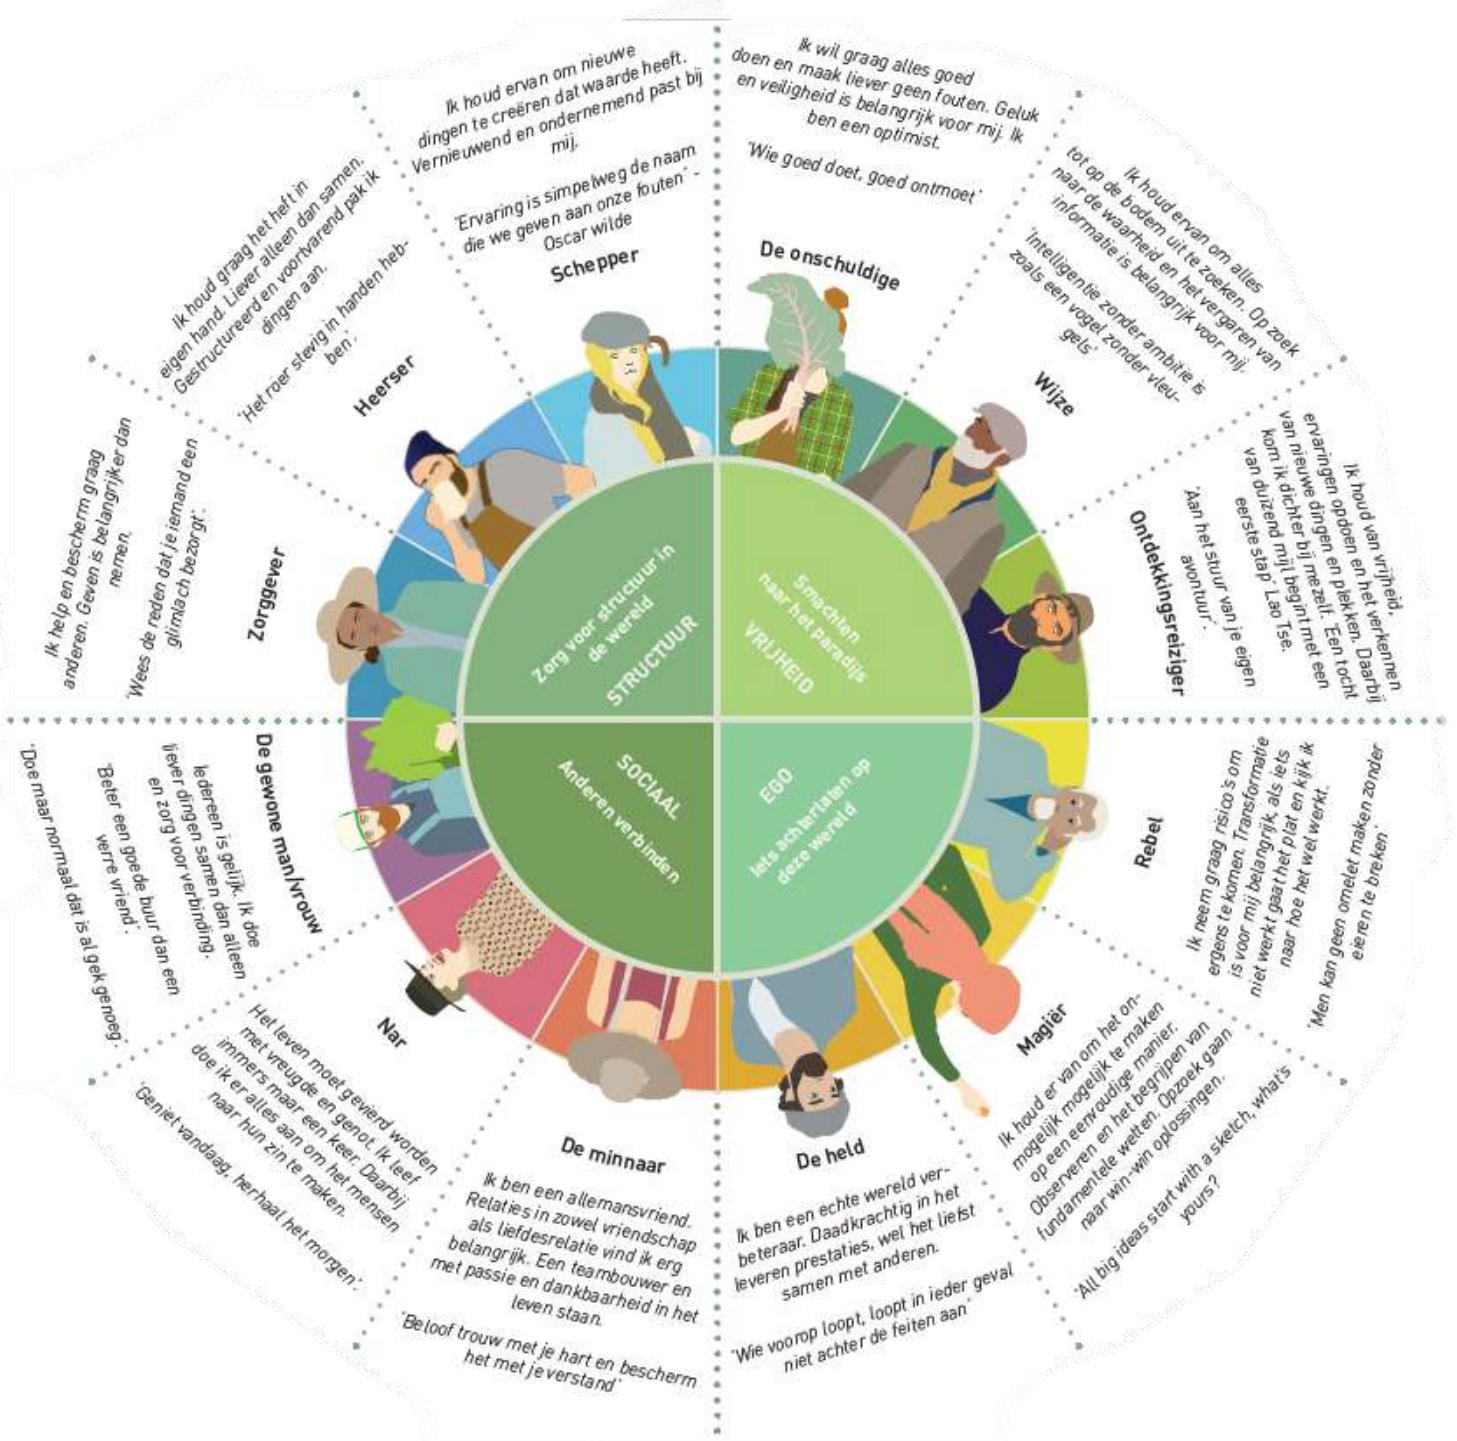 Ik houd ervan om nieuwe
dingen te creëren dat waarde heeft.
Vernieuwend en ondernemend past bij
mij.
'Ervaring is simpelweg de naam
die we geven aan onze fouten' -
Oscar wilde
Schepper
Ik wil graag alles goed
doen en maak liever geen fouten. Geluk
en veiligheid is belangrijk voor mij. Ik
ben een optimist.
'Wie goed doet, goed ontmoet'
De onschuldige
Ik houd ervan om alles
tot op de bodem uit te zoeken. Op zoek
naar de waarheid en het vergaren van
informatie is belangrijk voor mij.
'Intelligentie zonder ambitie is
zoals een vogel zonder vleu-
gels'
Wijze
Ik houd van vrijheid,
ervaringen opdoen en het verkennen
van nieuwe dingen en plekken. Daarbij
kom ik dichter bij mezelf. 'Een tocht
van duizend mijl begint met een
eerste stap' Lao Tse.
'Aan het stuur van je eigen
avontuur'.
Ontdekkingsreiziger
Rebel
Ik neem graag risico's om
ergens te komen. Transformatie
is voor mij belangrijk, als iets
niet werkt gaat het plat en kijk ik
naar hoe het wel werkt.
'Men kan geen omelet maken zonder
eieren te breken'
Magiër
Ik houd er van om het on-
mogelijk mogelijk te maken
op een eenvoudige manier.
Observeren en het begrijpen van
fundamentele wetten. Opzoek gaan
naar win-win oplossingen.
'All big ideas start with a sketch, what's
yours?
De held
Ik ben een echte wereld ver-
beteraar. Daadkrachtig in het
leveren prestaties, wel het liefst
samen met anderen.
'Wie voorop loopt, loopt in ieder geval
niet achter de feiten aan'
De minnaar
Ik ben een allemansvriend.
Relaties in zowel vriendschap
als liefdesrelatie vind ik erg
belangrijk. Een teambouwer en
met passie en dankbaarheid in het
leven staan.
'Beloof trouw met je hart en bescherm
het met je verstand'
Nar
Het leven moet gevierd worden
met vreugde en genot. Ik leef
immers maar een keer. Daarbij
doe ik er alles aan om het mensen
naar hun zin te maken.
'Geniet vandaag, herhaal het morgen'.
De gewone man/vrouw
Iedereen is gelijk. Ik doe
liever dingen samen dan alleen
en zorg voor verbinding.
'Beter een goede buur dan een
verre vriend'.
'Doe maar normaal dat is al gek genoeg'.
Ik help en bescherm graag
anderen. Geven is belangrijker dan
nemen.
'Wees de reden dat je iemand een
glimlach bezorgt'.
Zorggever
Ik houd graag het heft in
eigen hand. Liever alleen dan samen.
Gestructureerd en voortvarend pak ik
dingen aan.
'Het roer stevig in handen heb-
ben'.
Heerser
Zorg voor structuur in
de wereld
STRUCTUUR
Smachten
naar het paradijs
VRIJHEID
SOCIAAL
Anderen verbinden
EGO
Iets achterlaten op
deze wereld